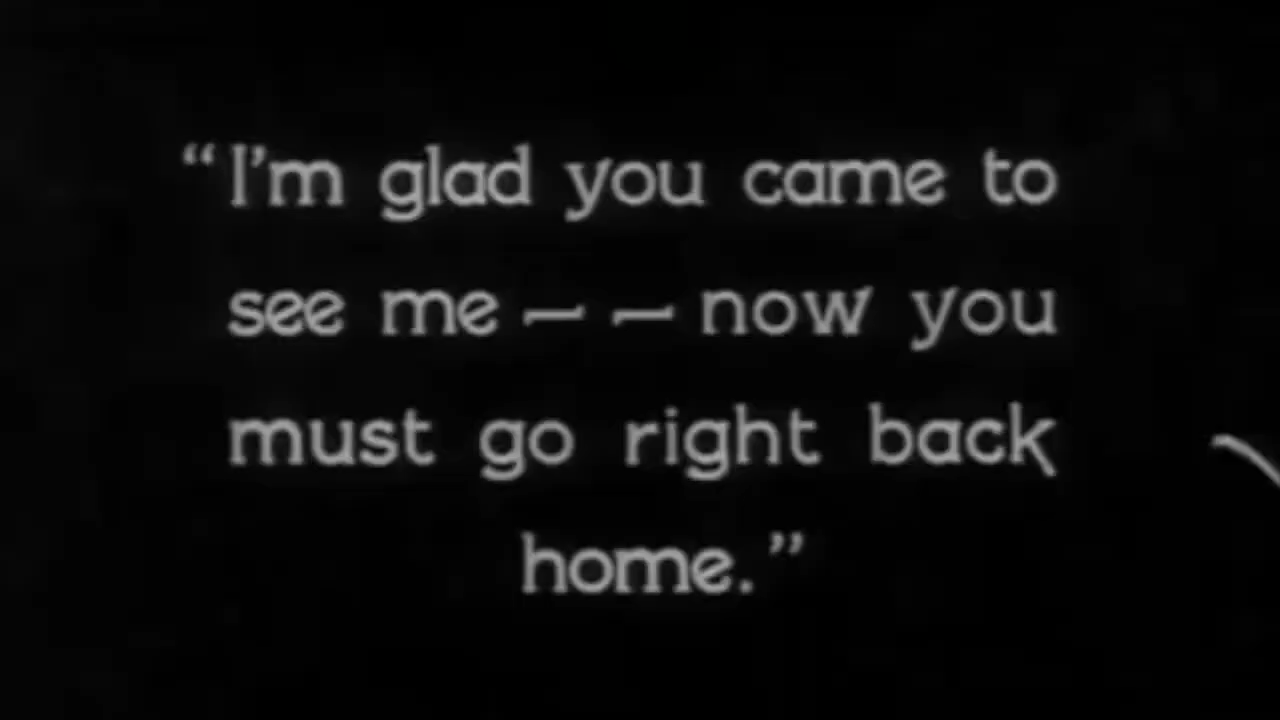 “I’m glad you came to
see me — — now you
must go right back
home.”